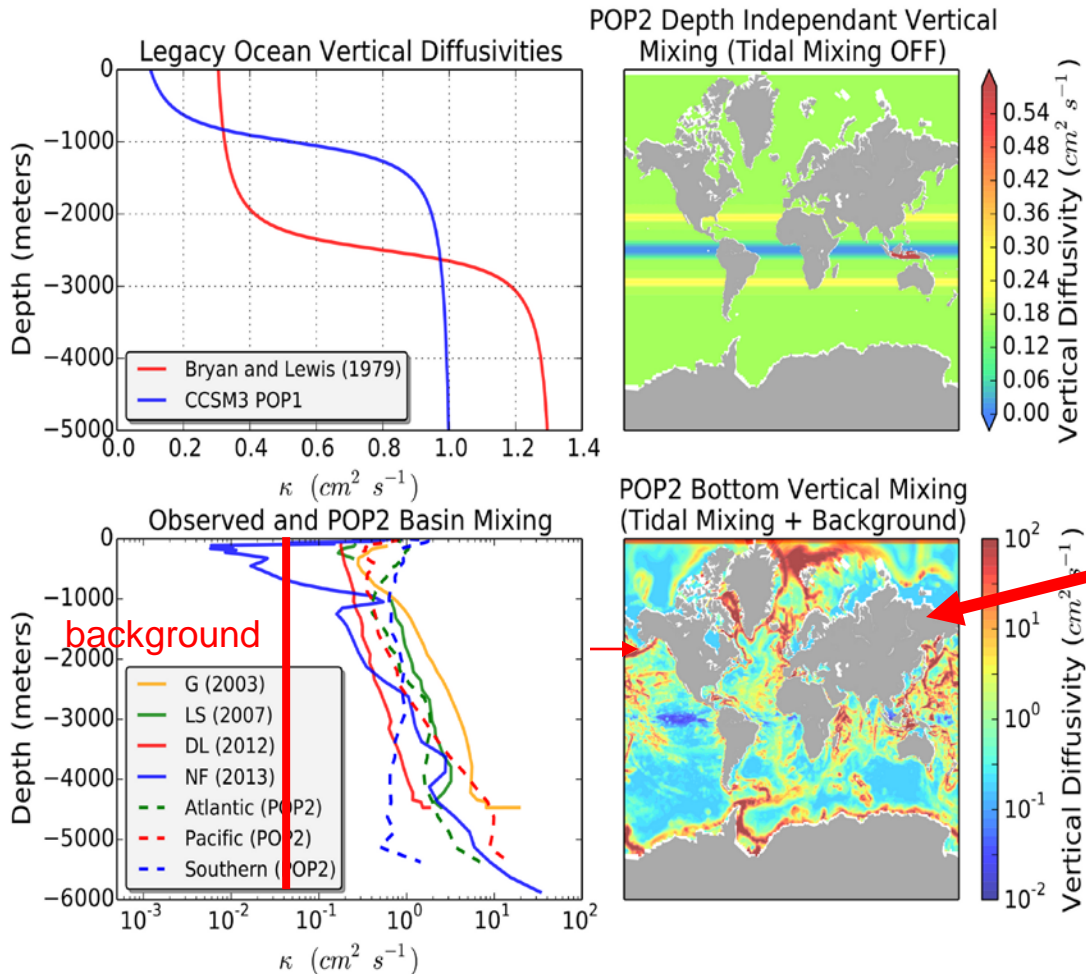 Legacy Ocean Vertical Diffusivities
Depth (meters)
0
−1000
−2000
−3000
−4000
−5000
0.0 0.2 0.4 0.6 0.8 1.0 1.2 1.4
κ (cm² s⁻¹)
Bryan and Lewis (1979)
CCSM3 POP1
POP2 Depth Independant Vertical
Mixing (Tidal Mixing OFF)
0.54
0.48
0.42
0.36
0.30
0.24
0.18
0.12
0.06
0.00
Vertical Diffusivity (cm² s⁻¹)
Observed and POP2 Basin Mixing
Depth (meters)
0
−1000
−2000
−3000
−4000
−5000
−6000
background
G (2003)
LS (2007)
DL (2012)
NF (2013)
Atlantic (POP2)
Pacific (POP2)
Southern (POP2)
10⁻³ 10⁻² 10⁻¹ 10⁰ 10¹ 10²
κ (cm² s⁻¹)
POP2 Bottom Vertical Mixing
(Tidal Mixing + Background)
10²
10¹
10⁰
10⁻¹
10⁻²
Vertical Diffusivity (cm² s⁻¹)